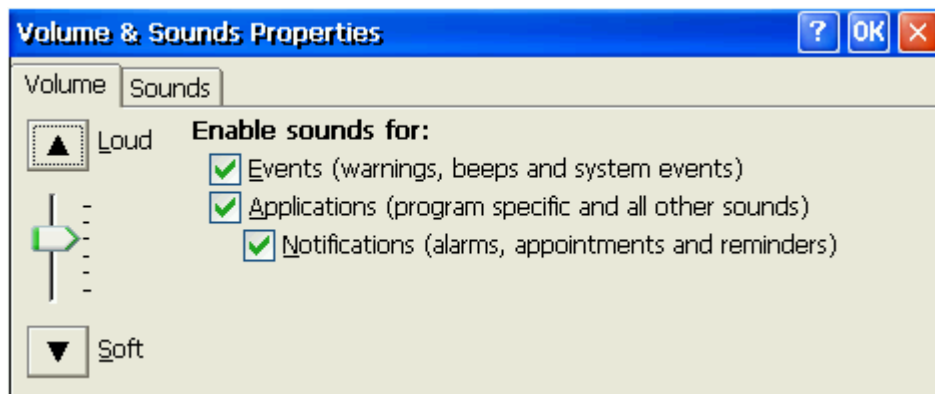 Volume & Sounds Properties ? OK ×
Volume Sounds
Loud
Enable sounds for:
Events (warnings, beeps and system events)
Applications (program specific and all other sounds)
Notifications (alarms, appointments and reminders)
Soft